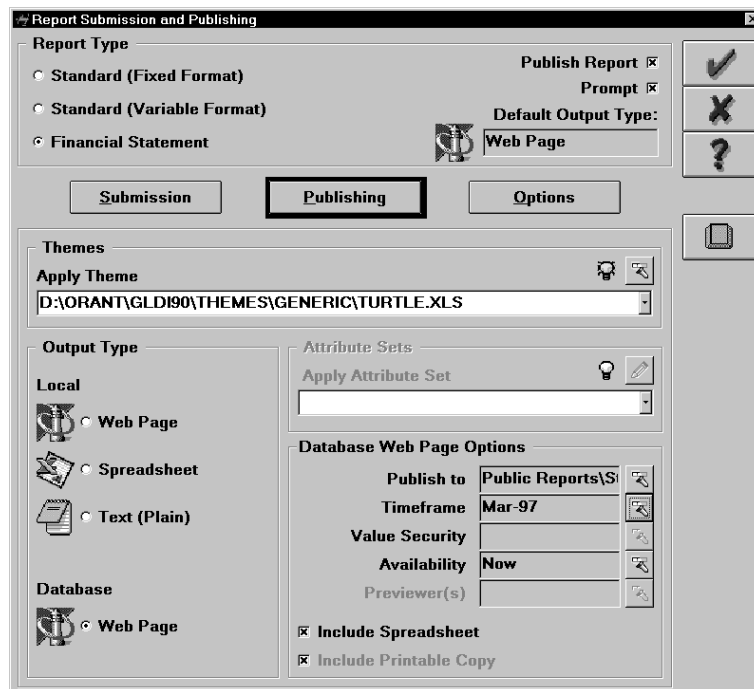 Report Submission and Publishing
Report Type
Standard (Fixed Format)
Standard (Variable Format)
Financial Statement
Publish Report
Prompt
Default Output Type:
Web Page
Submission
Publishing
Options
Themes
Apply Theme
D:\ORANT\GLDI90\THEMES\GENERIC\TURTLE.XLS
Output Type
Local
Web Page
Spreadsheet
Text (Plain)
Database
Web Page
Attribute Sets
Apply Attribute Set
Database Web Page Options
Publish to Public Reports\St
Timeframe Mar-97
Value Security
Availability Now
Previewer(s)
Include Spreadsheet
Include Printable Copy